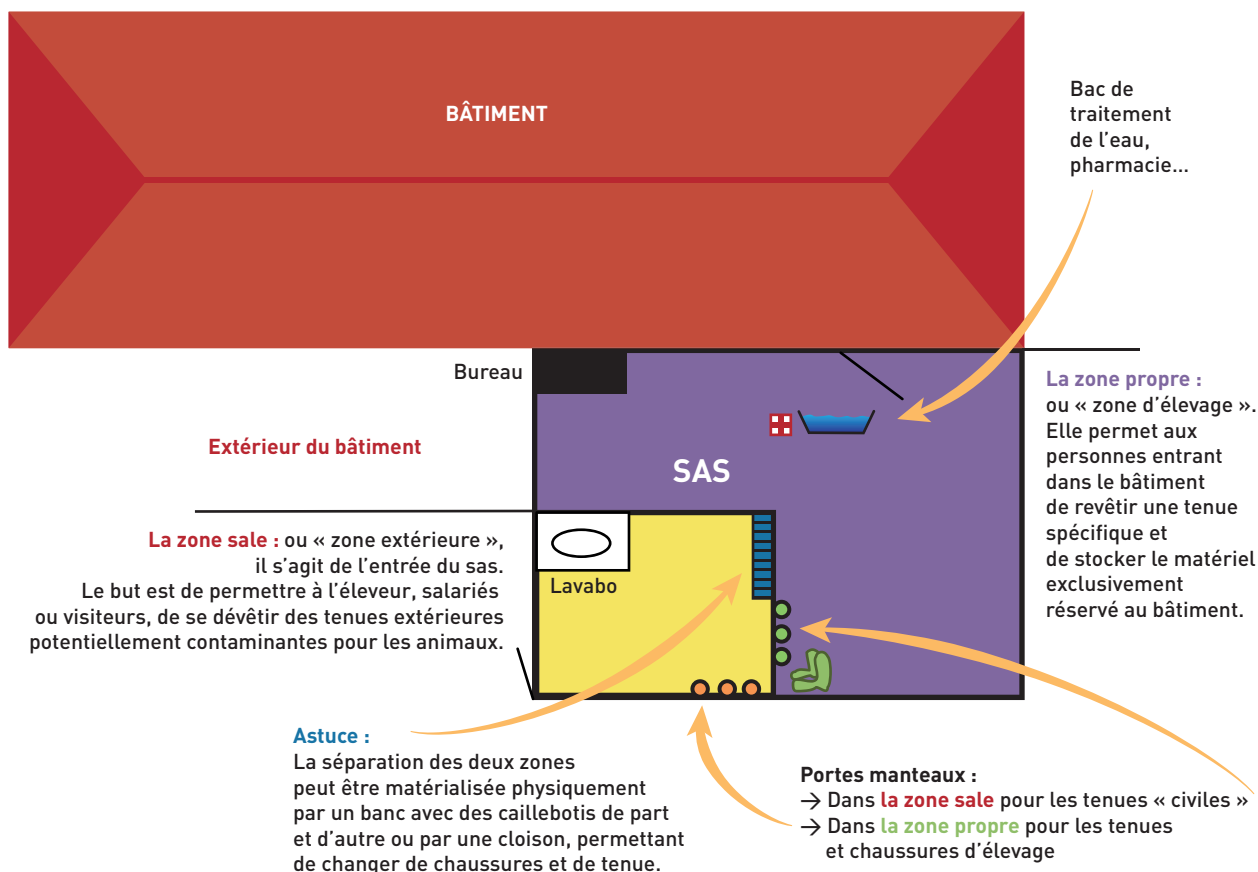 BÂTIMENT
Bac de
traitement
de l'eau,
pharmacie...
Bureau
Extérieur du bâtiment
SAS
La zone propre :
ou « zone d'élevage ».
Elle permet aux
personnes entrant
dans le bâtiment
de revêtir une tenue
spécifique et
de stocker le matériel
exclusivement
réservé au bâtiment.
La zone sale : ou « zone extérieure »,
il s'agit de l'entrée du sas.
Le but est de permettre à l'éleveur, salariés
ou visiteurs, de se dévêtir des tenues extérieures
potentiellement contaminantes pour les animaux.
Lavabo
Astuce :
La séparation des deux zones
peut être matérialisée physiquement
par un banc avec des caillebotis de part
et d'autre ou par une cloison, permettant
de changer de chaussures et de tenue.
Portes manteaux :
→ Dans la zone sale pour les tenues « civiles »
→ Dans la zone propre pour les tenues
et chaussures d'élevage